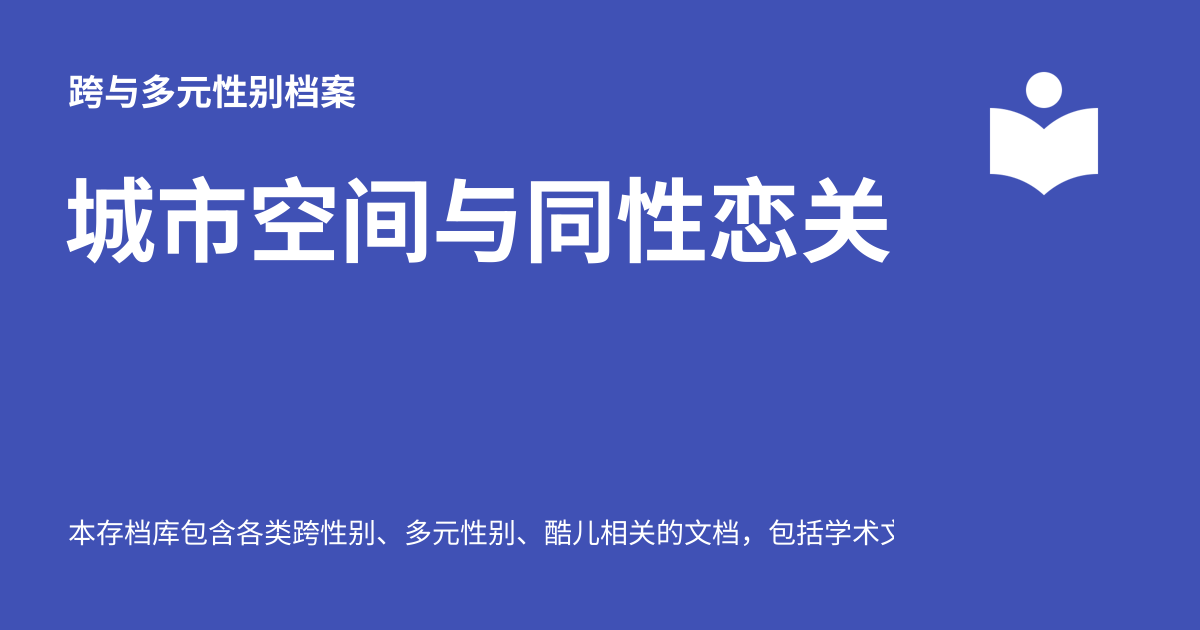 跨与多元性别档案
城市空间与同性恋关
本存档库包含各类跨性别、多元性别、酷儿相关的文档，包括学术文